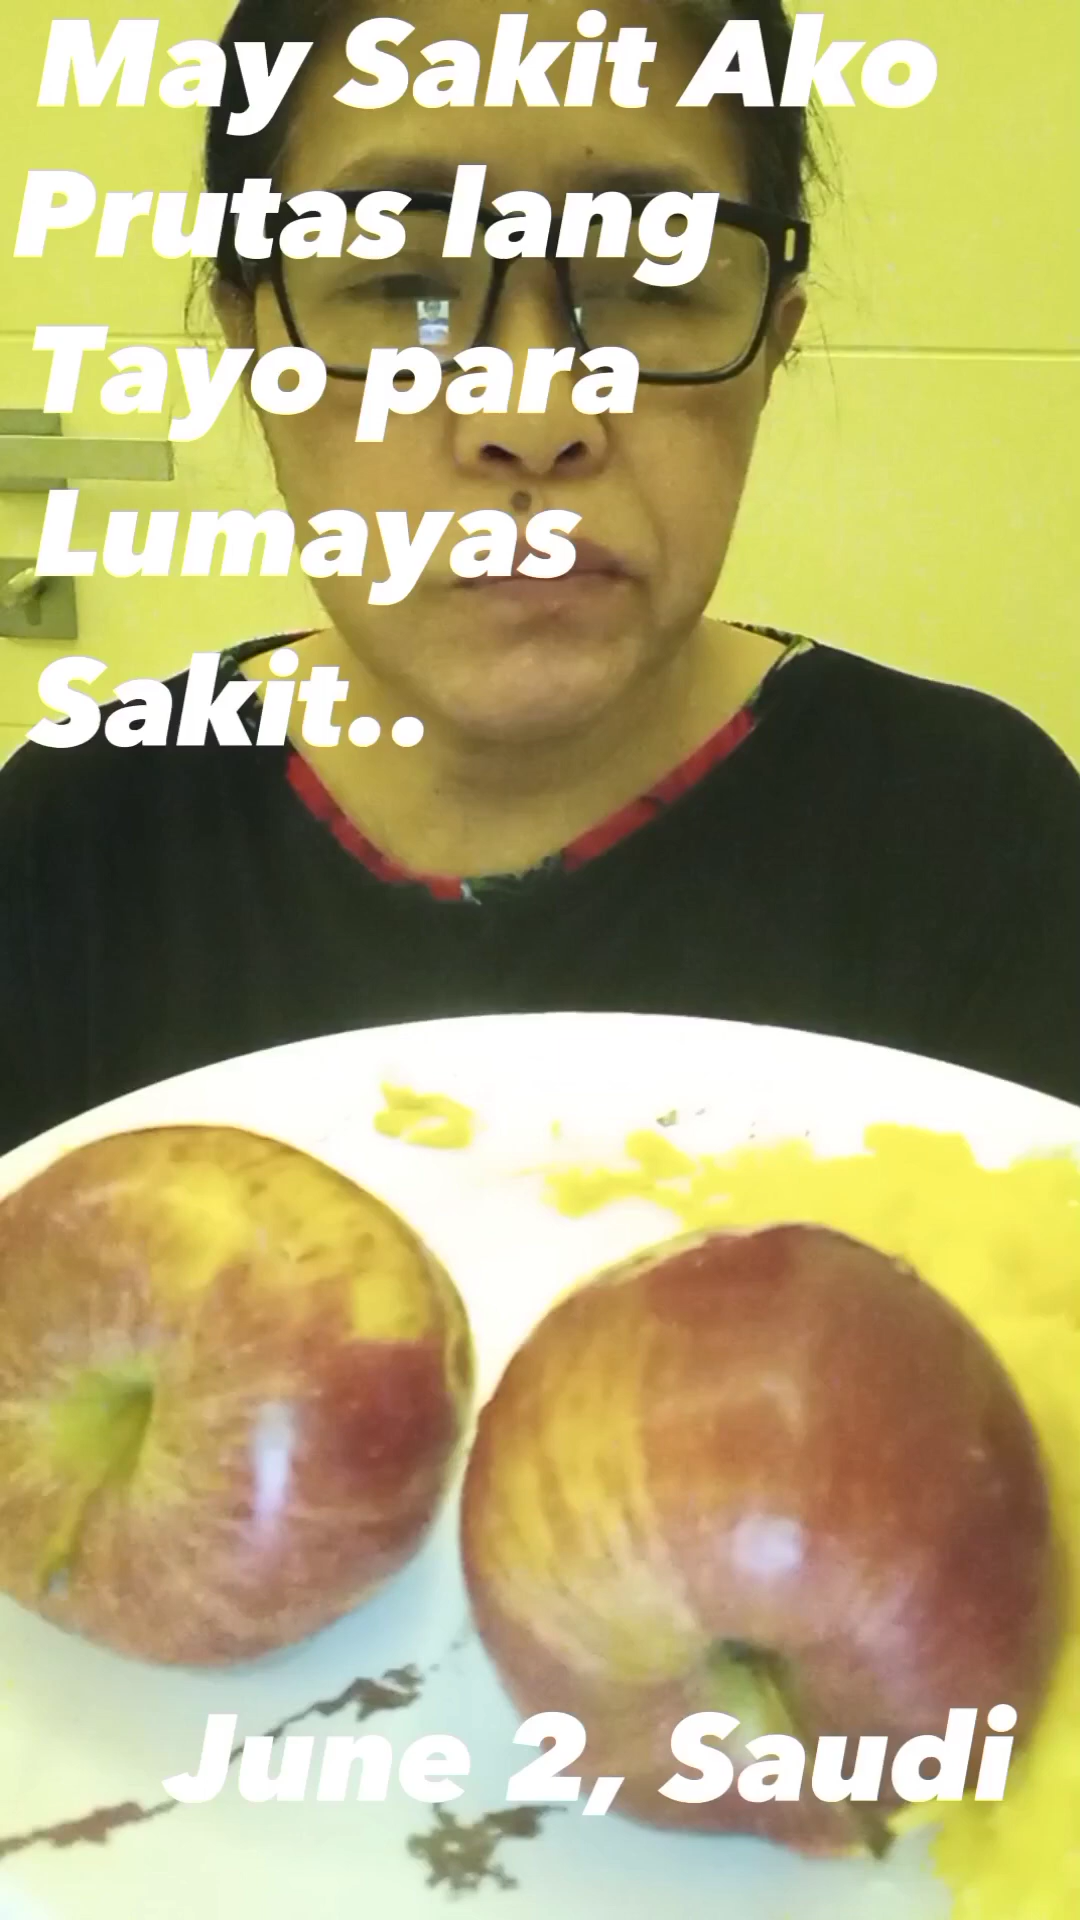 May Sakit Ako
Prutas lang
Tayo para
Lumayas
Sakit..
June 2, Saudi